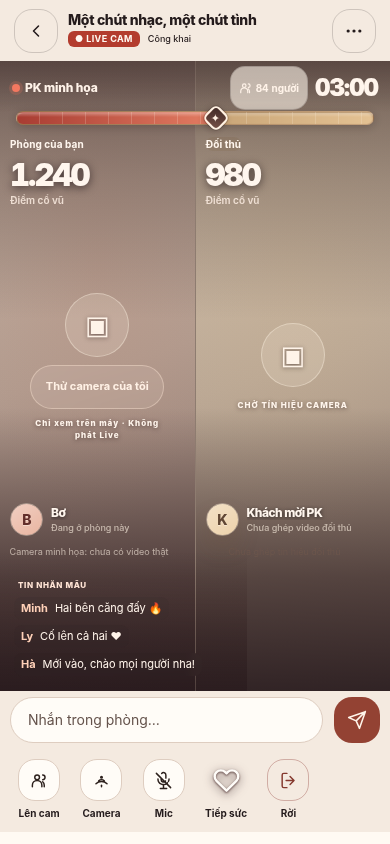 Một chút nhạc, một chút tình
LIVE CAM Công khai
PK minh họa
84 người
03:00
Phòng của bạn
1.240
Điểm cổ vũ
Đối thủ
980
Điểm cổ vũ
Thử camera của tôi
Chỉ xem trên máy · Không
phát Live
CHỜ TÍN HIỆU CAMERA
B
Bơ
Đang ở phòng này
K
Khách mời PK
Chưa ghép video đối thủ
Camera minh họa: chưa có video thật
TIN NHẮN MẪU
Minh Hai bên căng đấy 🔥
Ly Cố lên cả hai ♥
Hà Mới vào, chào mọi người nha!
Nhắn trong phòng...
Lên cam
Camera
Mic
Tiếp sức
Rời